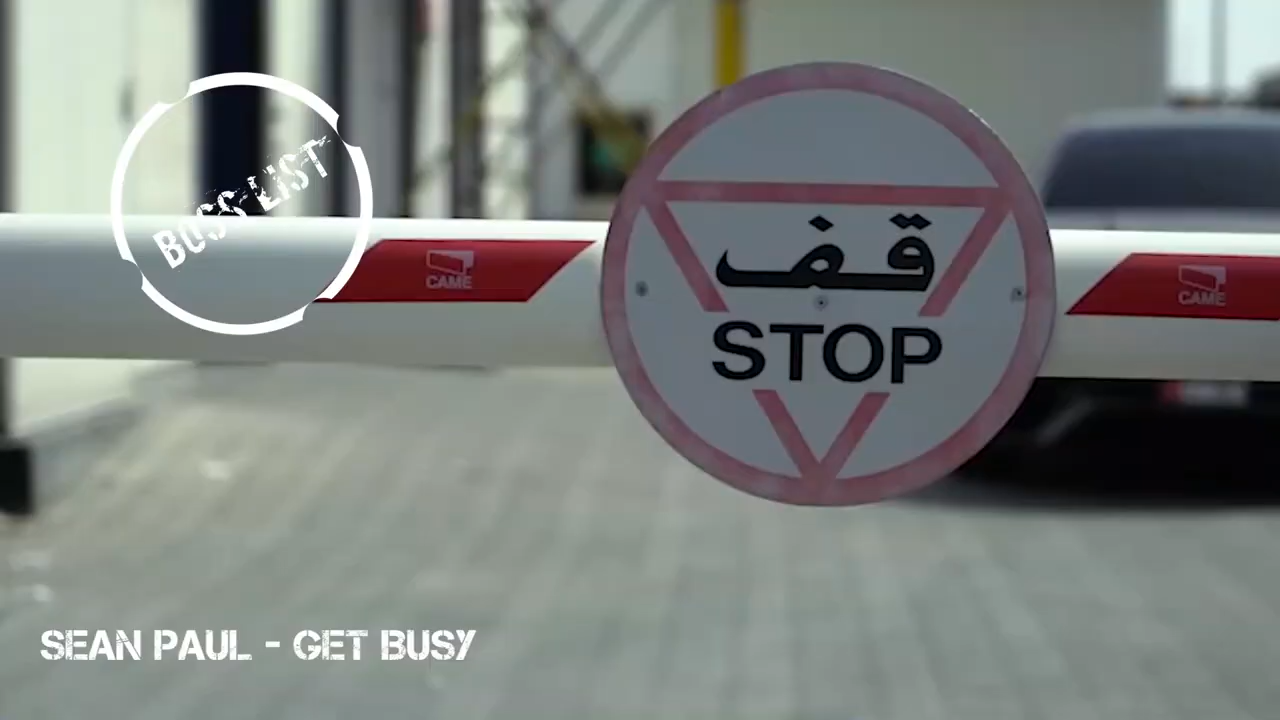 BOSS LIST
CAME
قف
STOP
CAME
SEAN PAUL - GET BUSY